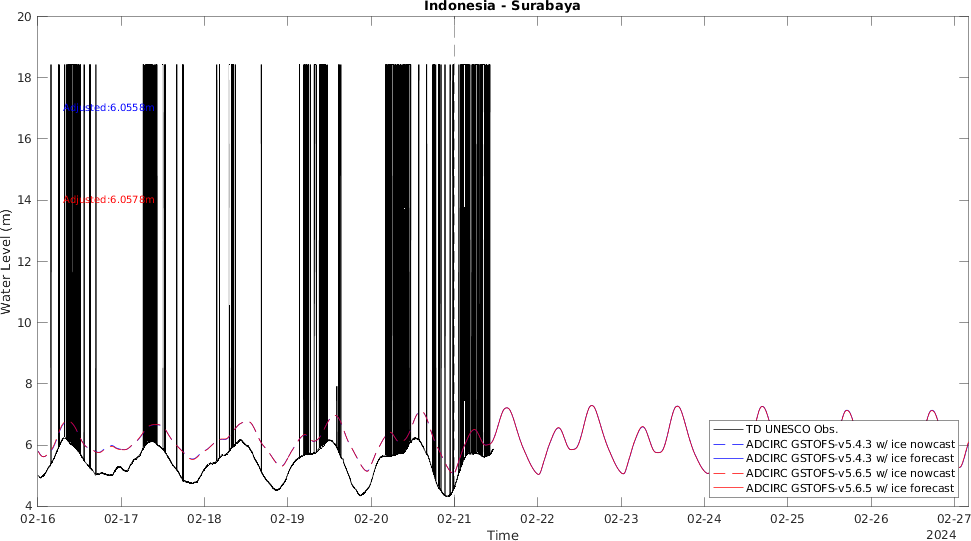 Indonesia - Surabaya
Water Level (m)
20
18
16
14
12
10
8
6
4
Adjusted:6.0558m
Adjusted:6.0578m
TD UNESCO Obs.
ADCIRC GSTOFS-v5.4.3 w/ ice nowcast
ADCIRC GSTOFS-v5.4.3 w/ ice forecast
ADCIRC GSTOFS-v5.6.5 w/ ice nowcast
ADCIRC GSTOFS-v5.6.5 w/ ice forecast
02-16 02-17 02-18 02-19 02-20 02-21 02-22 02-23 02-24 02-25 02-26 02-27
Time
2024